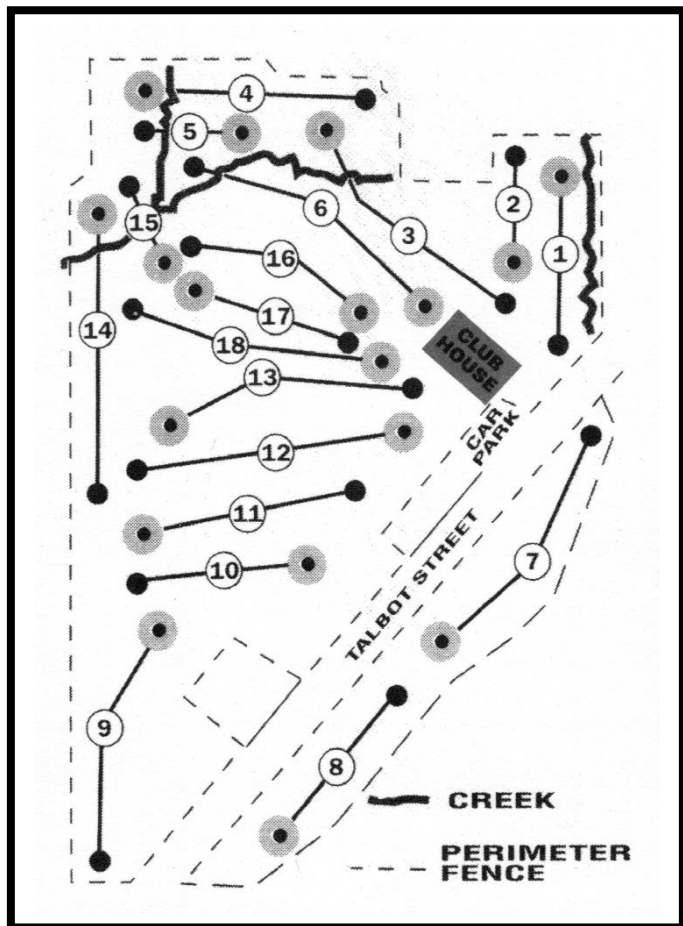 4
5
2
6
3
1
15
16
14
17
18
13
CLUB
HOUSE
CAR
PARK
12
11
10
TALBOT STREET
7
9
8
CREEK
PERIMETER
FENCE